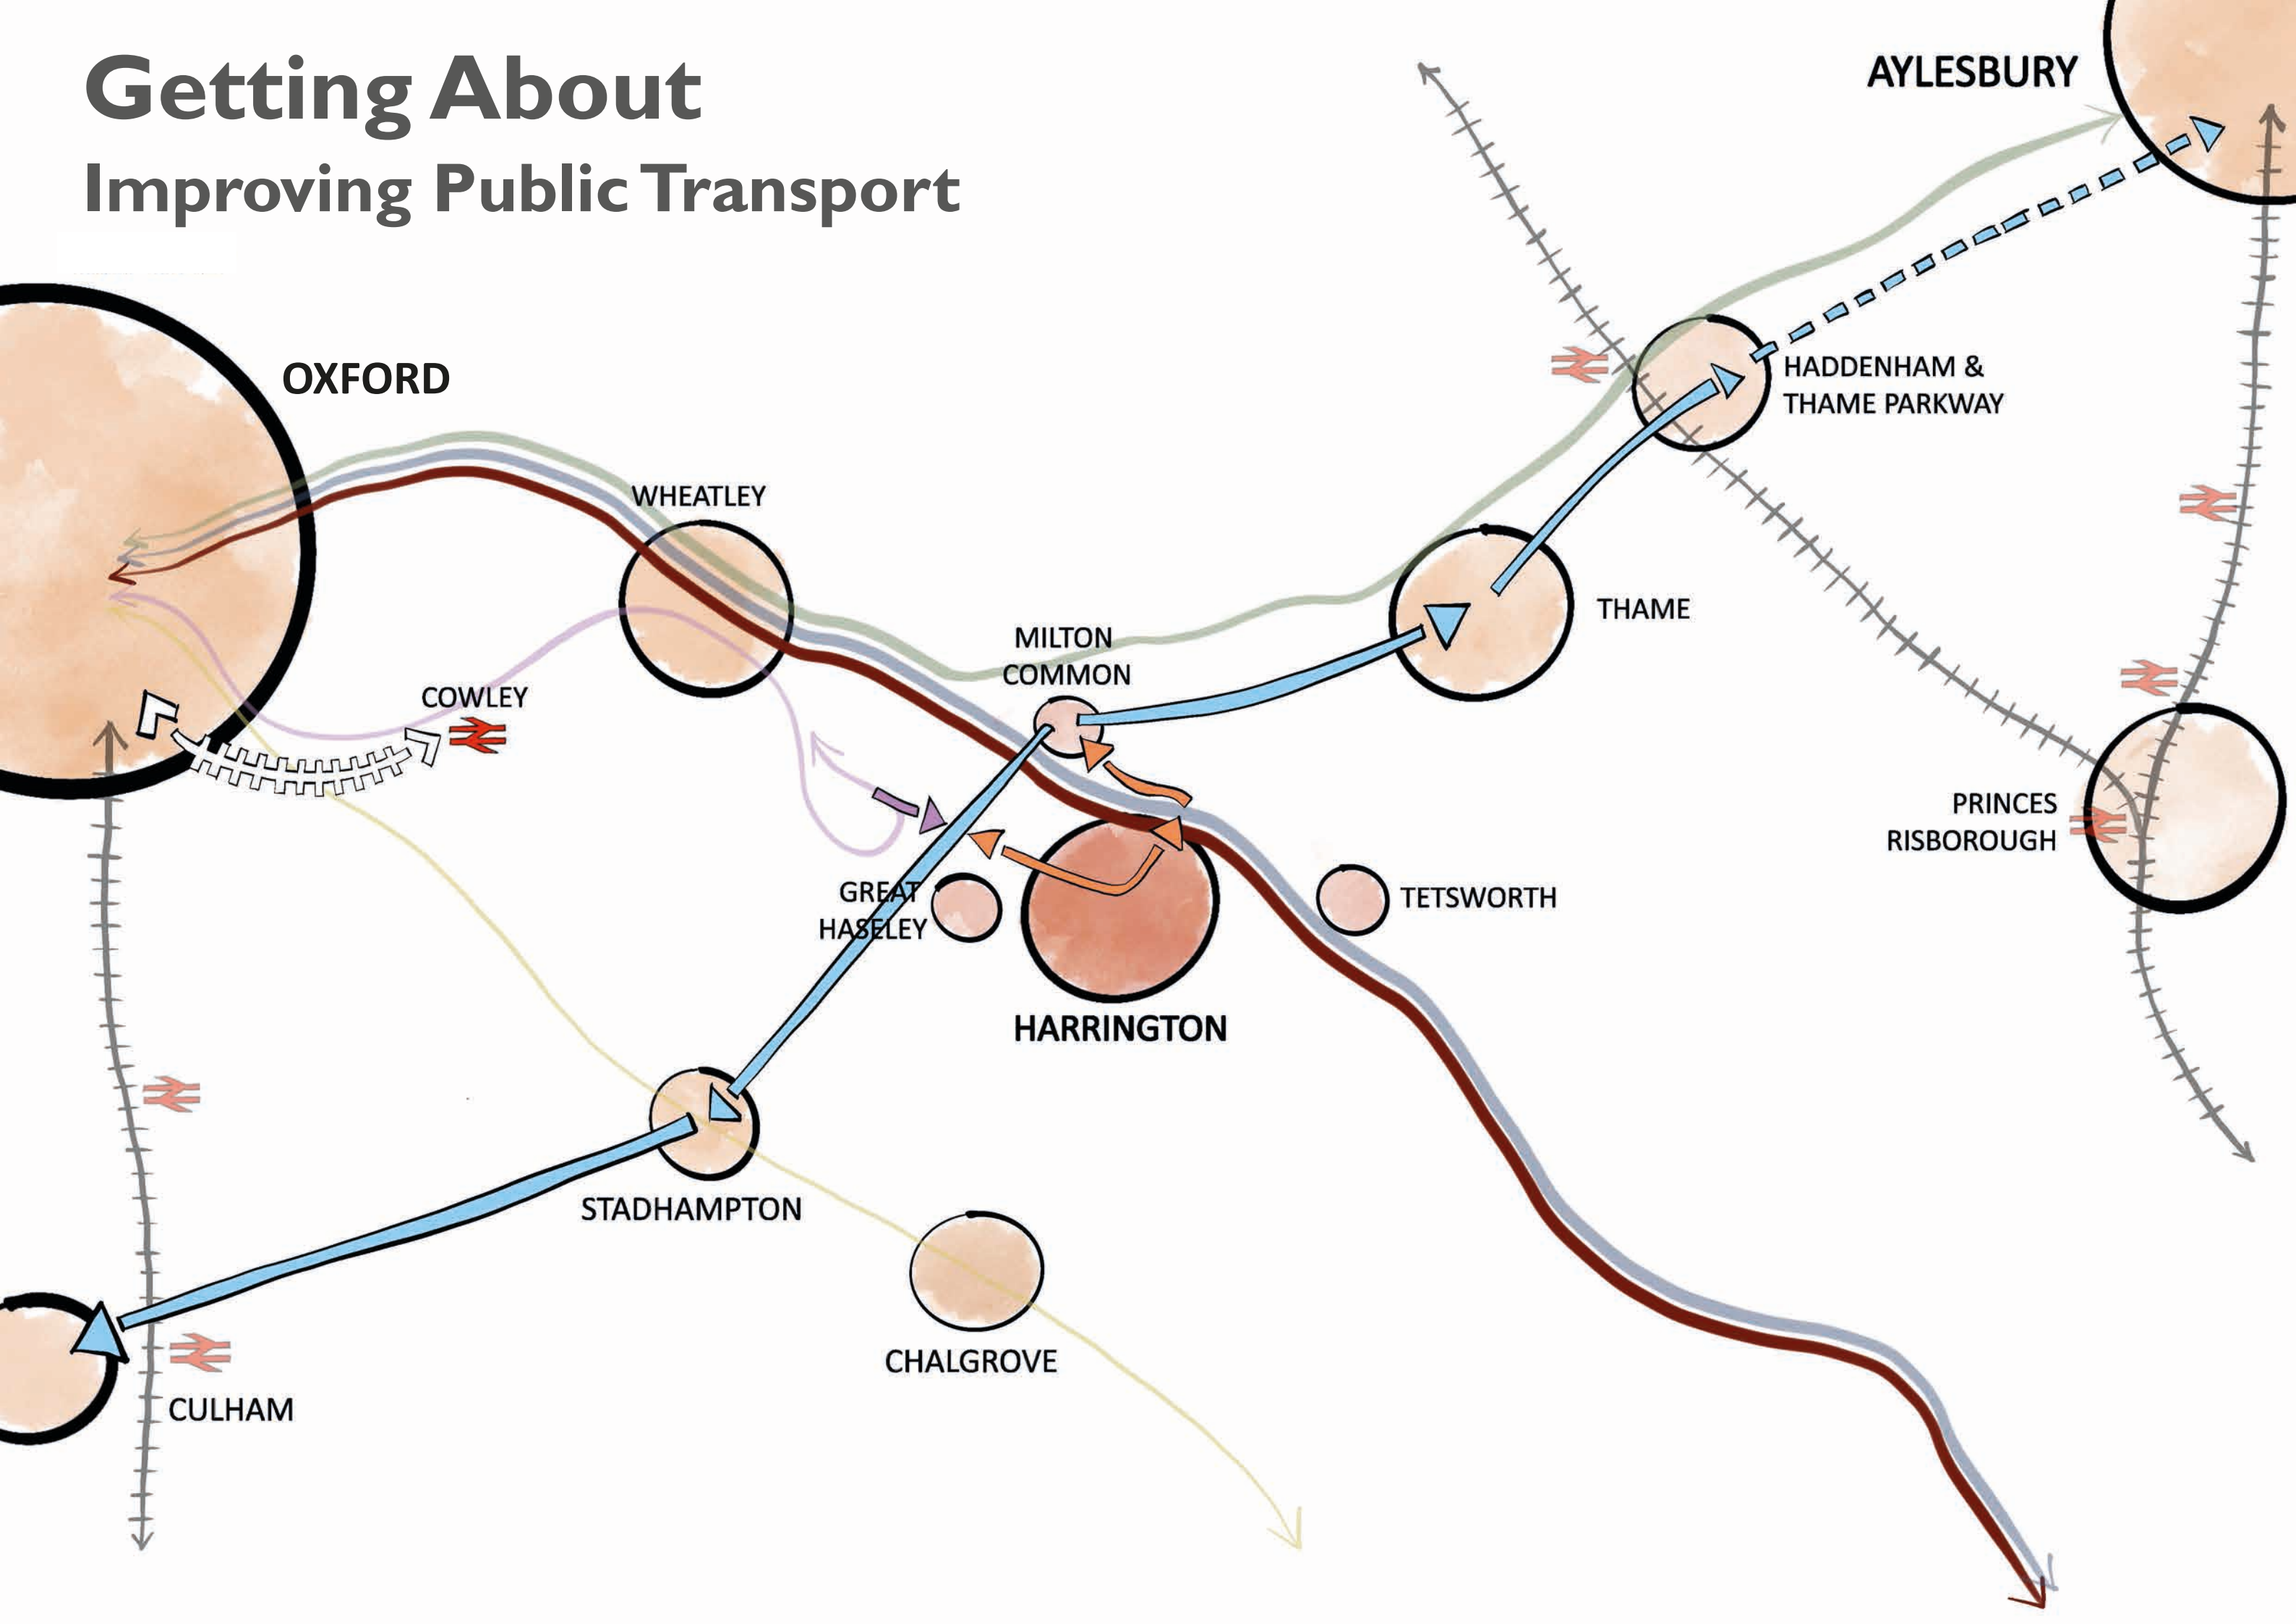 Getting About
Improving Public Transport
AYLESBURY
OXFORD
HADDENHAM &
THAME PARKWAY
WHEATLEY
THAME
MILTON
COMMON
COWLEY
PRINCES
RISBOROUGH
GREAT
HASELEY
TETSWORTH
HARRINGTON
STADHAMPTON
CHALGROVE
CULHAM